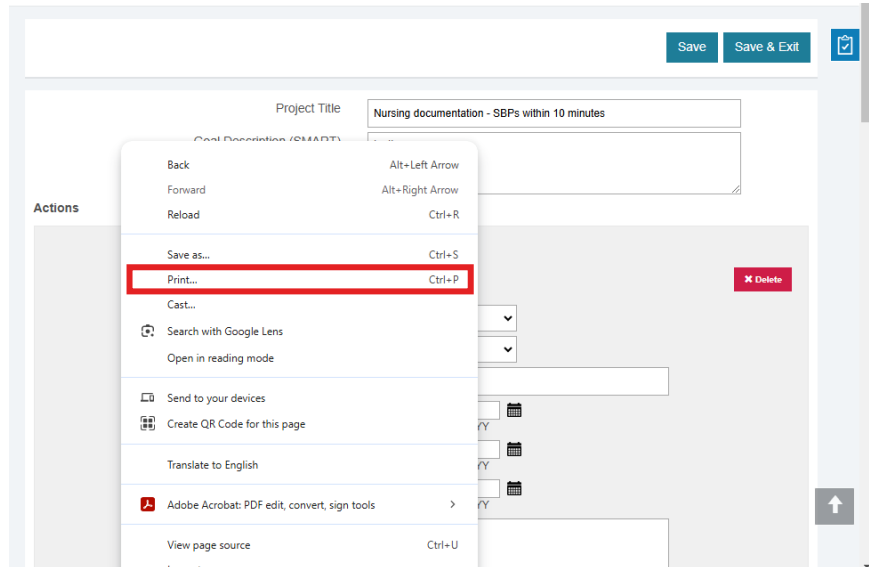 Save Save & Exit
Project Title
Nursing documentation - SBPs within 10 minutes
Back Alt+Left Arrow
Forward Alt+Right Arrow
Actions
Reload Ctrl+R
Save as... Ctrl+S
Print... Ctrl+P
Delete
Cast...
Search with Google Lens
Open in reading mode
Send to your devices
Create QR Code for this page
YY
Translate to English
YY
Adobe Acrobat: PDF edit, convert, sign tools
YY
View page source Ctrl+U